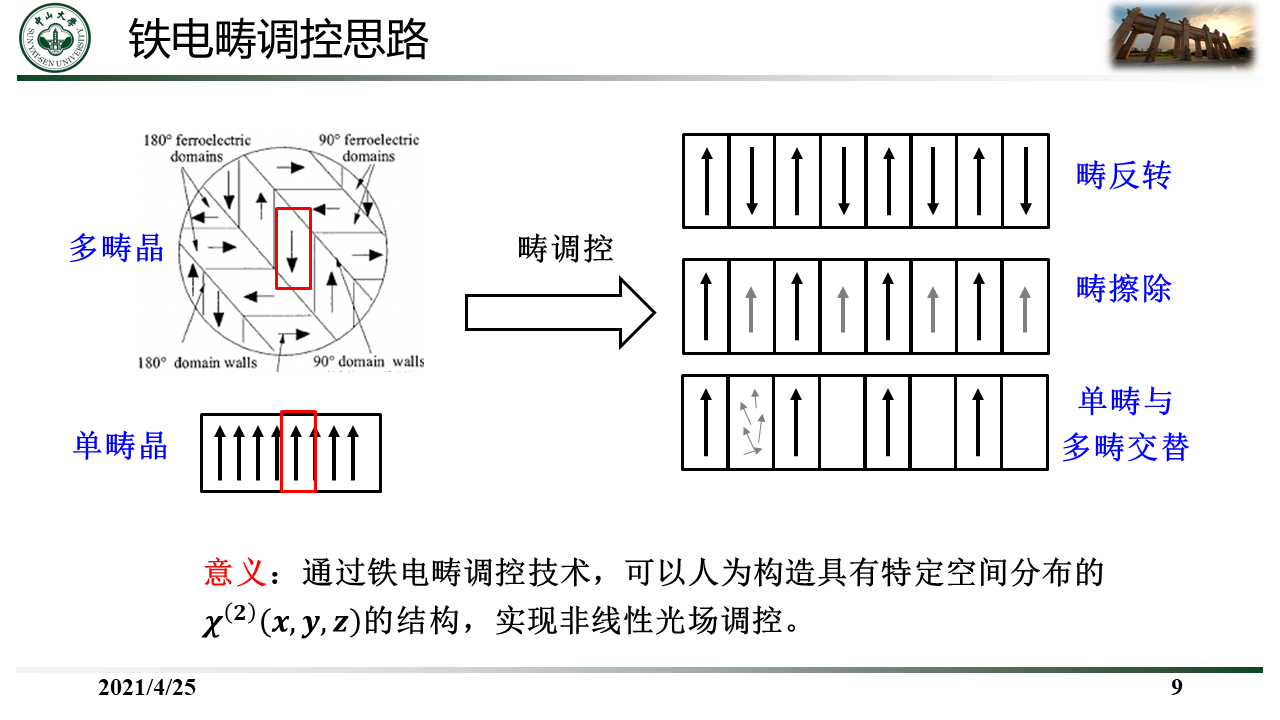 中山大学
SUN YAT-SEN UNIVERSITY
铁电畴调控思路
180° ferroelectric
domains
90° ferroelectric
domains
多畴晶
180° domain walls
90° domain walls
单畴晶
畴调控
畴反转
畴擦除
单畴与
多畴交替
意义：通过铁电畴调控技术，可以人为构造具有特定空间分布的
χ⁽²⁾(x, y, z)的结构，实现非线性光场调控。
2021/4/25
9